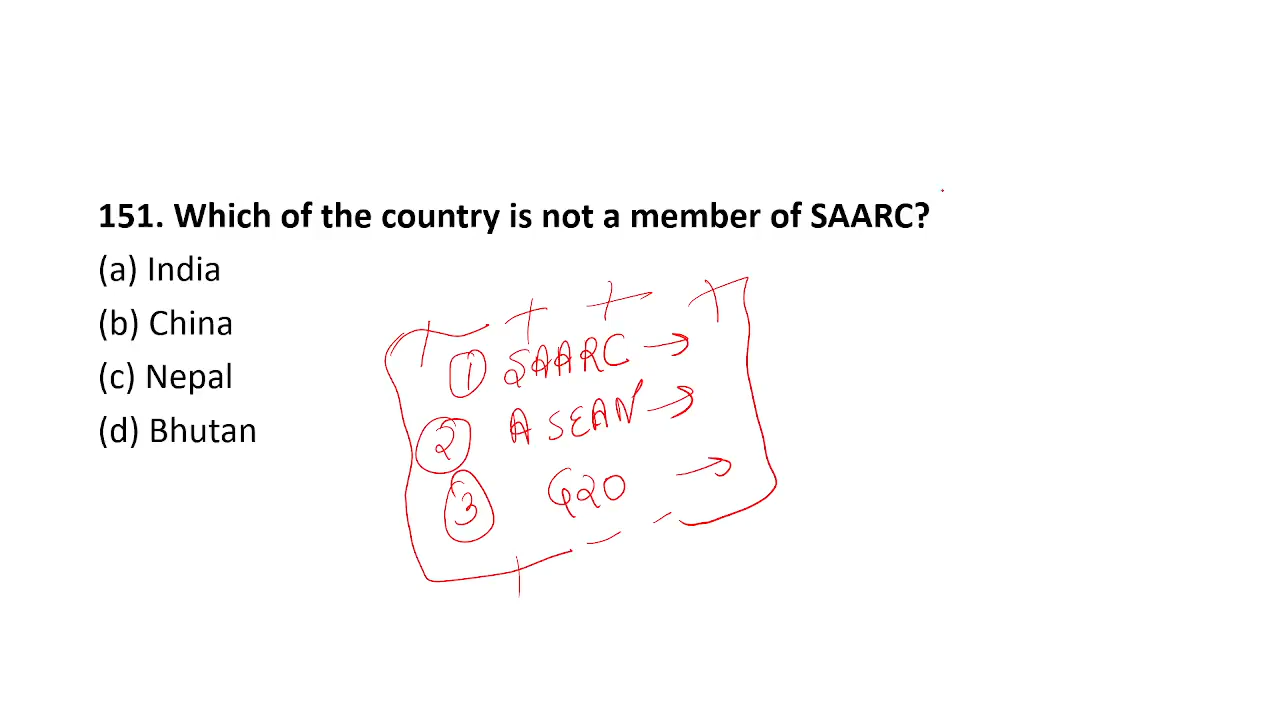 151. Which of the country is not a member of SAARC?
(a) India
(b) China
(c) Nepal
(d) Bhutan
1 SAARC →
2 ASEAN →
3 G20 →